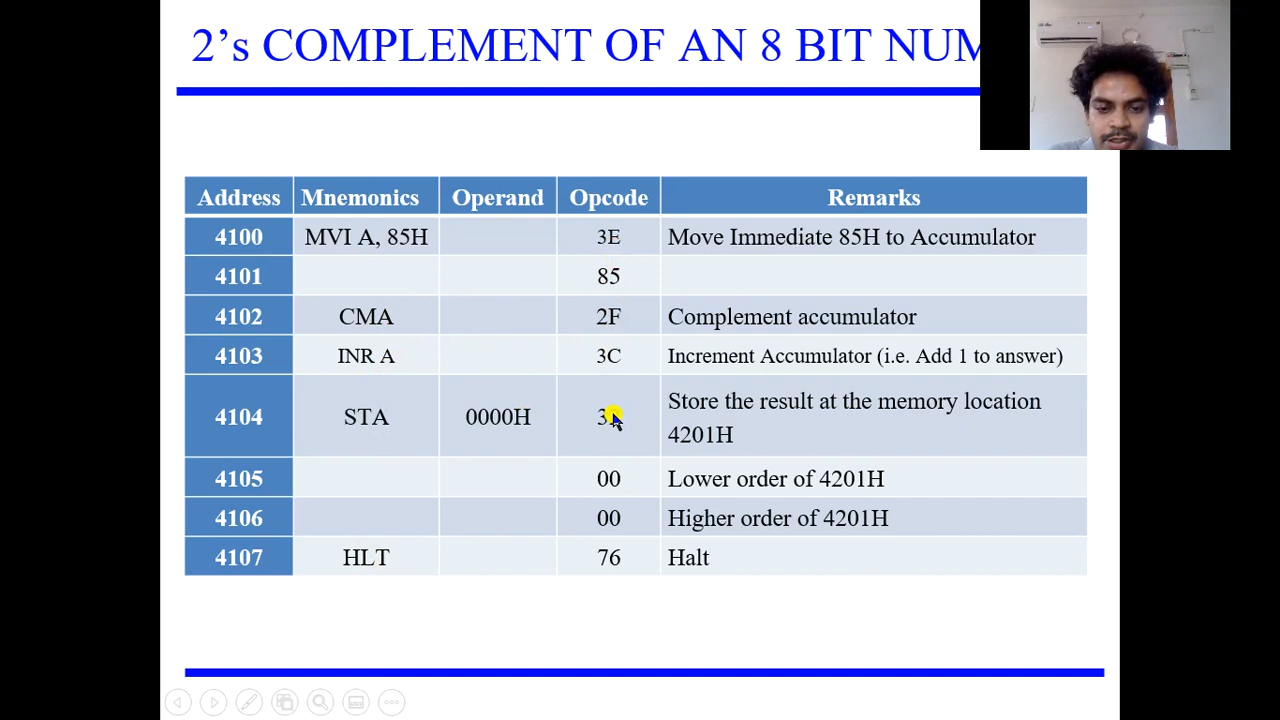 2's COMPLEMENT OF AN 8 BIT
Address Mnemonics Operand Opcode Remarks
4100 MVI A, 85H 3E Move Immediate 85H to Accumulator
4101 85
4102 CMA 2F Complement accumulator
4103 INR A 3C Increment Accumulator (i.e. Add 1 to answer)
4104 STA 0000H Store the result at the memory location
4201H
4105 00 Lower order of 4201H
4106 00 Higher order of 4201H
4107 HLT 76 Halt